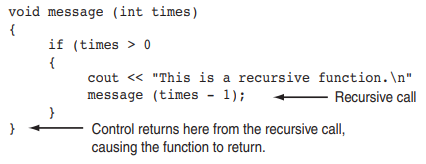 void message (int times)
{
if (times > 0
{
cout << "This is a recursive function.\n"
message (times - 1);
Recursive call
}
}
Control returns here from the recursive call,
causing the function to return.